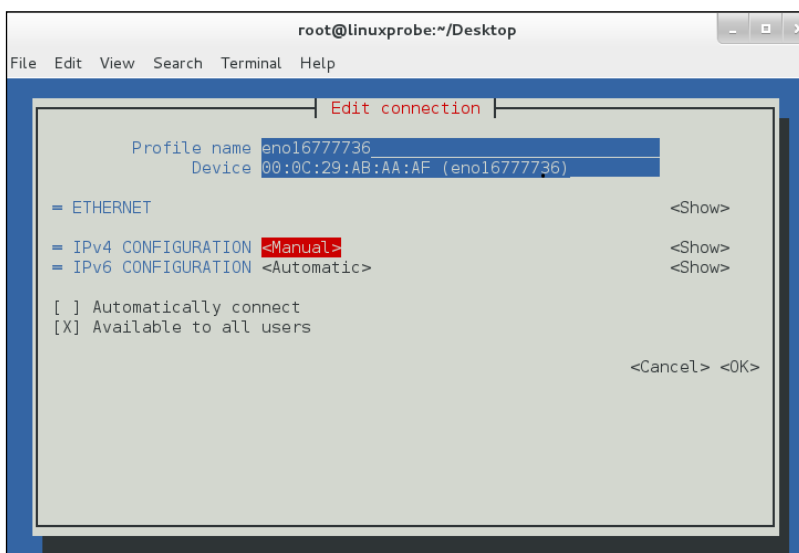 root@linuxprobe:~/Desktop
File Edit View Search Terminal Help
Edit connection
Profile name eno16777736
Device 00:0C:29:AB:AA:AF (eno16777736)
= ETHERNET <Show>
= IPv4 CONFIGURATION <Manual> <Show>
= IPv6 CONFIGURATION <Automatic> <Show>
[ ] Automatically connect
[X] Available to all users
<Cancel> <OK>